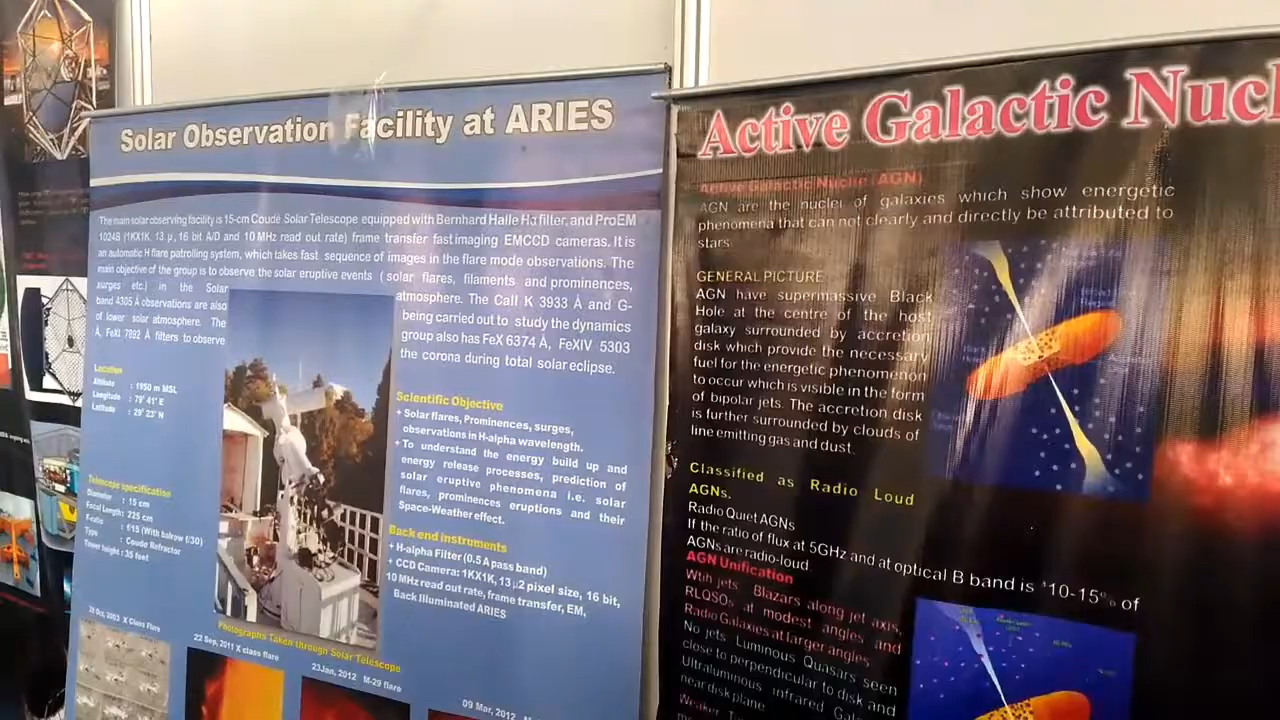 Solar Observation Facility at ARIES
The main solar observing facility is 15-cm Coudé Solar Telescope equipped with Bernhard Halle Hα filter, and ProEM
1024B (1KX1K, 13 µ, 16 bit A/D and 10 MHz read out rate) frame transfer fast imaging EMCCD cameras. It is
an automatic H flare patrolling system, which takes fast sequence of images in the flare mode observations. The
main objective of the group is to observe the solar eruptive events ( solar flares, filaments and prominences,
surges etc.) in the Solar atmosphere. The CaII K 3933 Å and G-
band 4305 Å observations are also being carried out to study the dynamics
of lower solar atmosphere. The group also has FeX 6374 Å, FeXIV 5303
Å, FeXI 7892 Å filters to observe the corona during total solar eclipse.
Location
Altitude : 1950 m MSL
Longitude : 79° 41' E
Latitude : 29° 23' N
Telescope specification
Diameter : 15 cm
Focal Length : 225 cm
F-ratio : f/15 (With balrow f/30)
Type : Coudé Refractor
Tower height : 35 feet
Scientific Objective
+ Solar flares, Prominences, surges,
observations in H-alpha wavelength.
+ To understand the energy build up and
energy release processes, prediction of
solar eruptive phenomena i.e. solar
flares, prominences eruptions and their
Space-Weather effect.
Back end instruments
+ H-alpha Filter (0.5 A pass band)
+ CCD Camera: 1KX1K, 13 µ2 pixel size, 16 bit,
10 MHz read out rate, frame transfer, EM,
Back Illuminated ARIES
Photographs Taken through Solar Telescope
28 Oct, 2003 X Class Flare
22 Sep, 2011 X class flare
23Jan, 2012 M-29 flare
09 Mar, 2012
Active Galactic Nucl
Active Galactic Nuclei (AGN)
AGN are the nuclei of galaxies which show energetic
phenomena that can not clearly and directly be attributed to
stars.
GENERAL PICTURE
AGN have supermassive Black
Hole at the centre of the host
galaxy surrounded by accretion
disk which provide the necessary
fuel for the energetic phenomenon
to occur which is visible in the form
of bipolar jets. The accretion disk
is further surrounded by clouds of
line emitting gas and dust.
Classified as Radio Loud
AGNs.
Radio Quiet AGNs
If the ratio of flux at 5GHz and at optical B band is ~10-15% of
AGNs are radio-loud
AGN Unification
Wtih jets, Blazars along jet axis,
RLQSOs at modest angles, and
Radio Galaxies at larger angles
No jets Luminous Quasars seen
close to perpendicular to disk and
Ultraluminous infrared Gala
near disk plane
Weaker